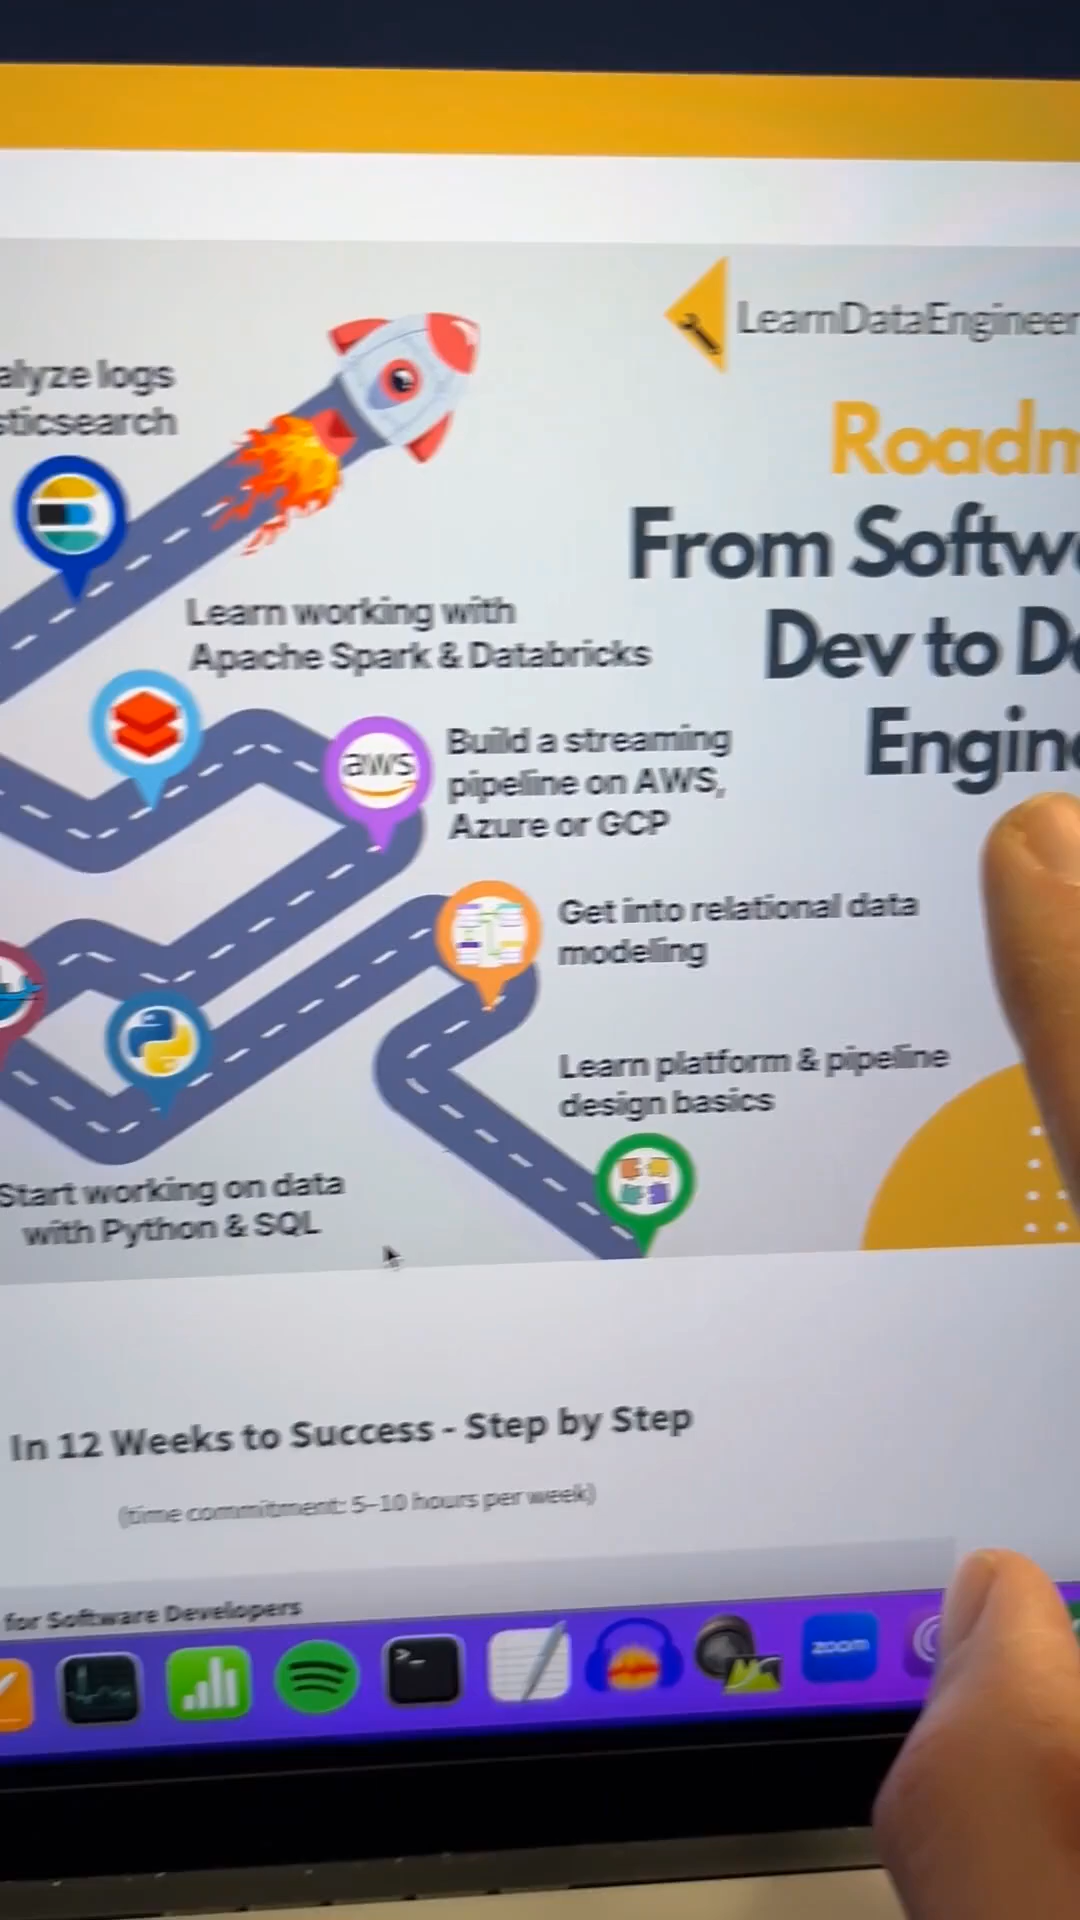 LearnDataEngineer
Roadm
From Softw
Dev to D
Engin
alyze logs
sticsearch
Learn working with
Apache Spark & Databricks
aws
Build a streaming
pipeline on AWS,
Azure or GCP
Get into relational data
modeling
Learn platform & pipeline
design basics
Start working on data
with Python & SQL
In 12 Weeks to Success - Step by Step
(time commitment: 5–10 hours per week)
for Software Developers
>_
zoom